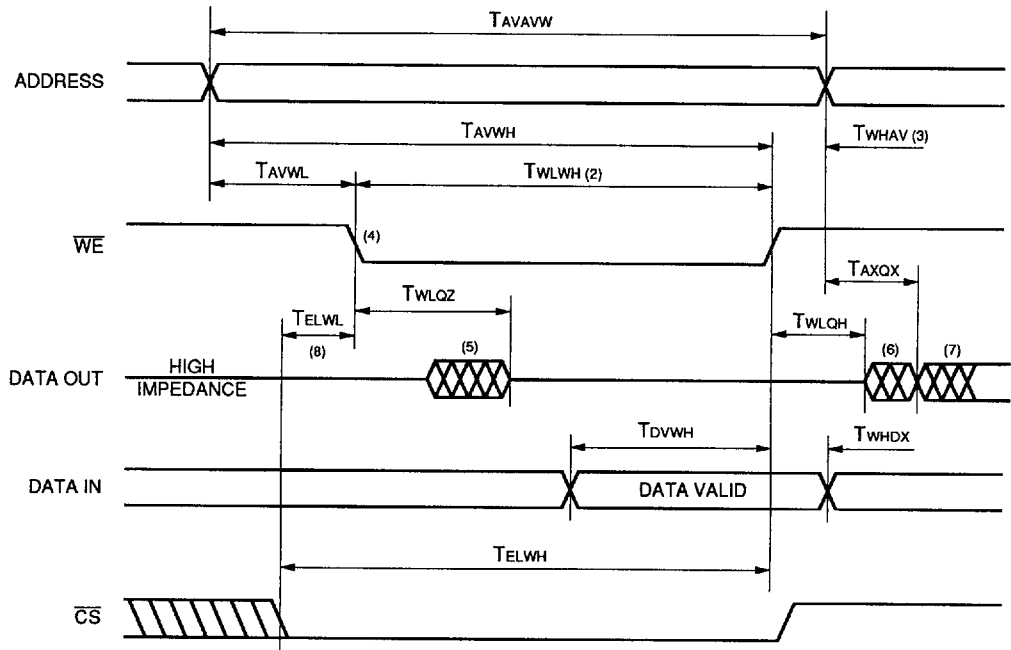 TAVAVW
ADDRESS
TAVWH
TWHAV (3)
TAVWL
TWLWH (2)
WE
(4)
TAXQX
TWLQZ
TELWL
TWLQH
(8)
(5)
(6)
(7)
DATA OUT
HIGH
IMPEDANCE
TDVWH
TWHDX
DATA IN
DATA VALID
TELWH
CS